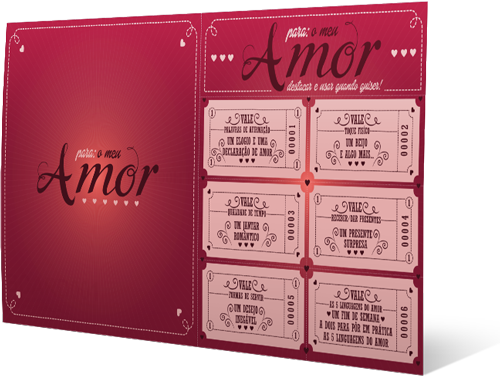 para: o meu
Amor
para: o meu
Amor
destacar e usar quando quiser!
1
VALE
PALAVRAS DE AFIRMAÇÃO
UM ELOGIO E UMA
DECLARAÇÃO DE AMOR
00001
1
VALE
TOQUE FÍSICO
UM BEIJO
E ALGO MAIS...
00002
VALE
QUALIDADE DE TEMPO
UM JANTAR
ROMÂNTICO
00003
VALE
RECEBER/DAR PRESENTES
UM PRESENTE
SURPRESA
00004
VALE
FORMAS DE SERVIR
UM DESEJO
00005
VALE
AS 5 LINGUAGENS DO AMOR
UM FIM DE SEMANA
A DOIS PARA PÔR EM PRÁTICA
AS 5 LINGUAGENS DO AMOR
00006